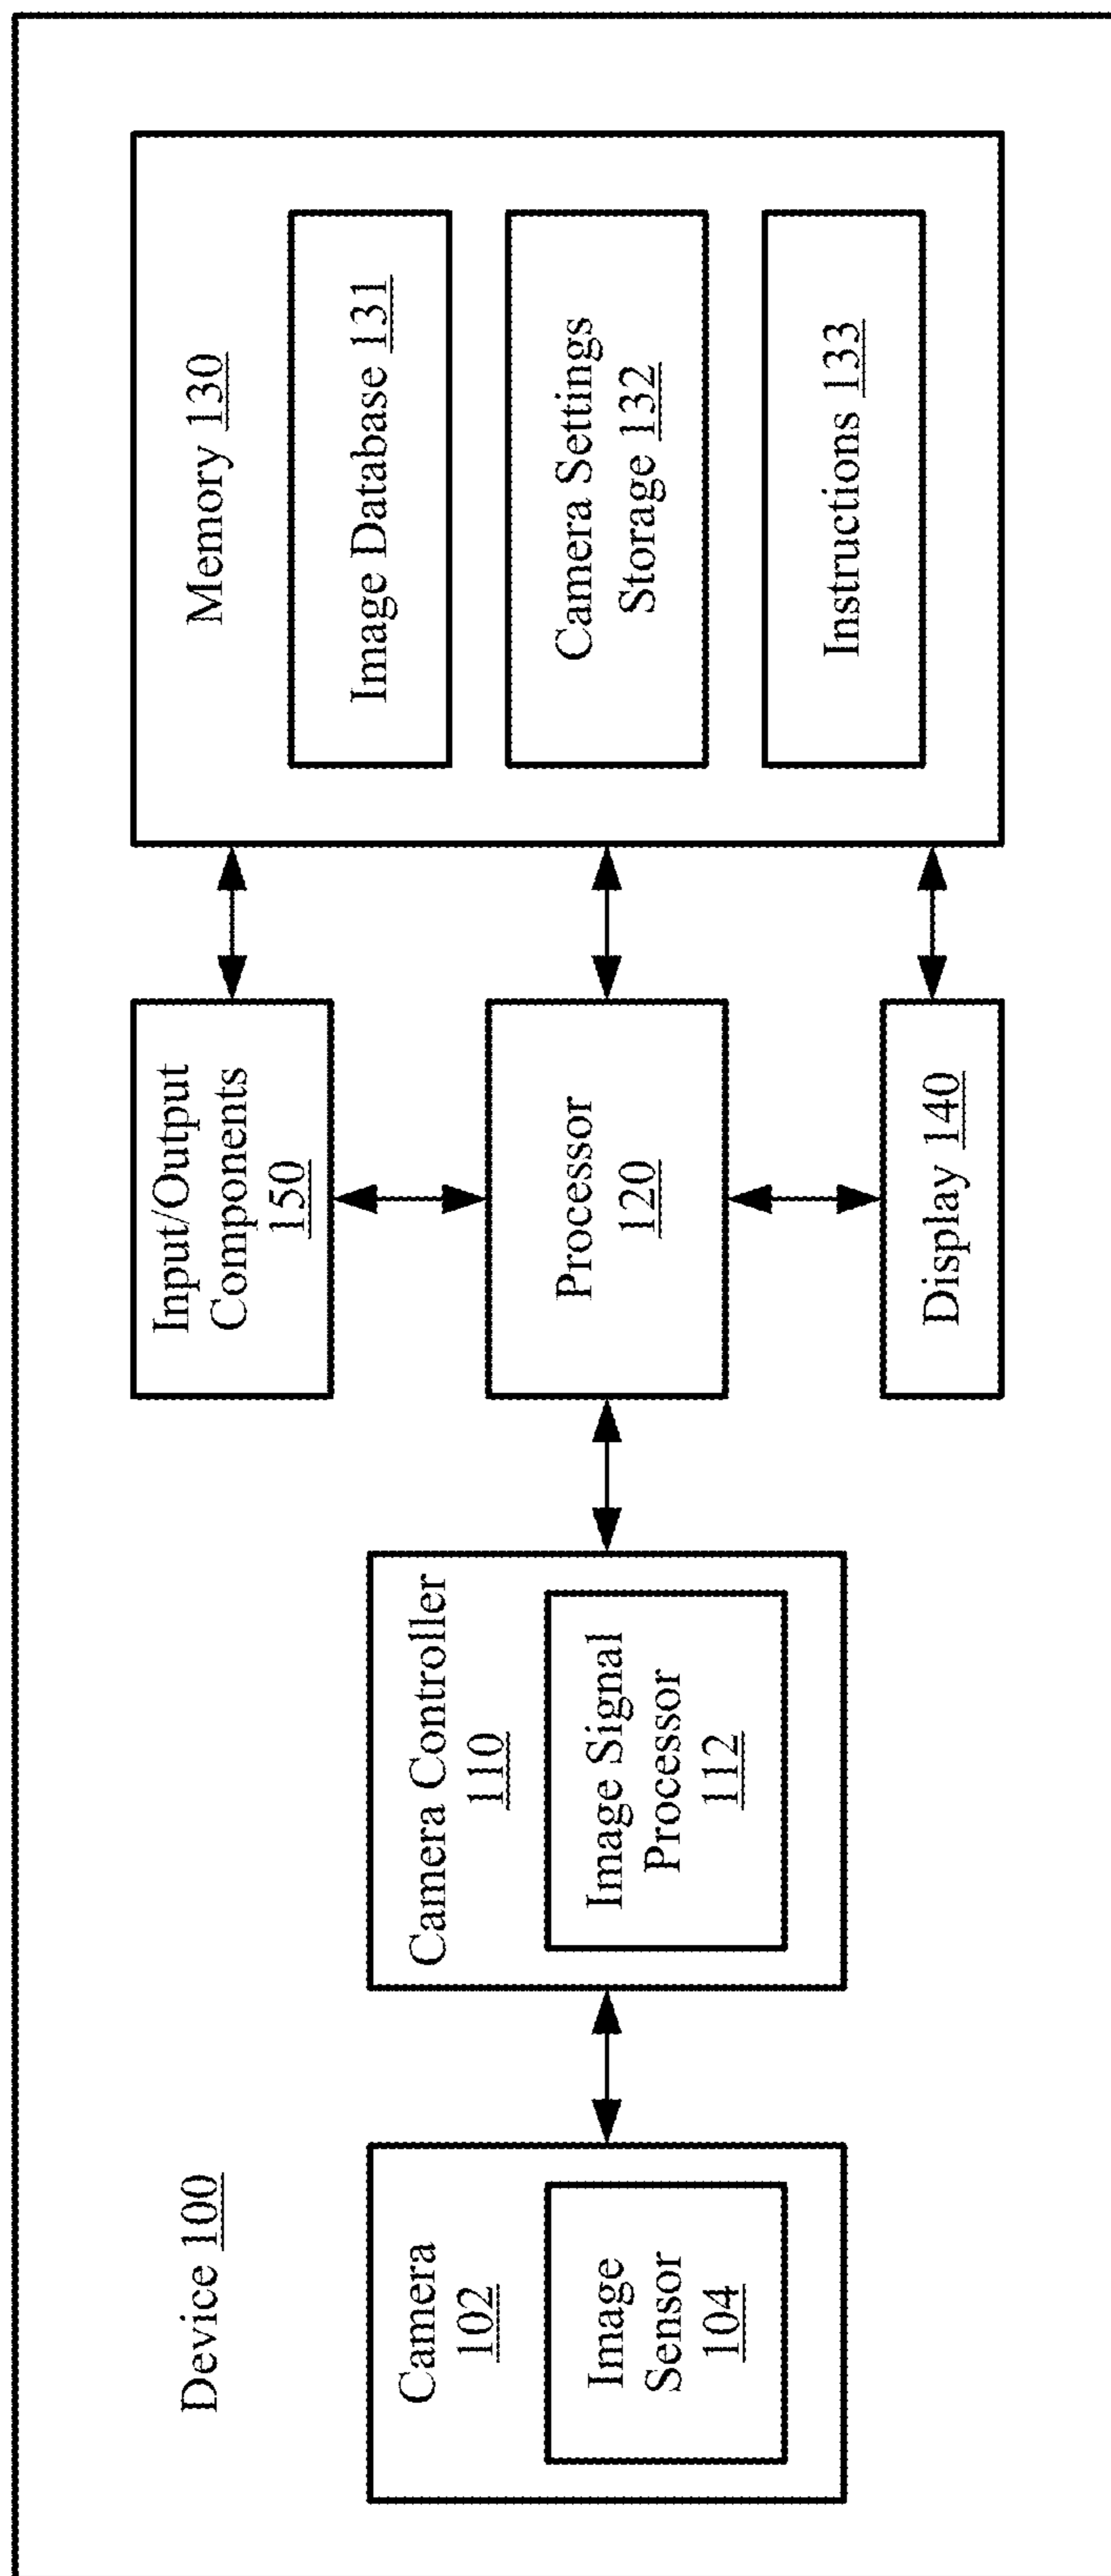 Device 100
Camera
102
Image
Sensor
104
Camera Controller
110
Image Signal
Processor
112
Input/Output
Components
150
Processor
120
Display 140
Memory 130
Image Database 131
Camera Settings
Storage 132
Instructions 133